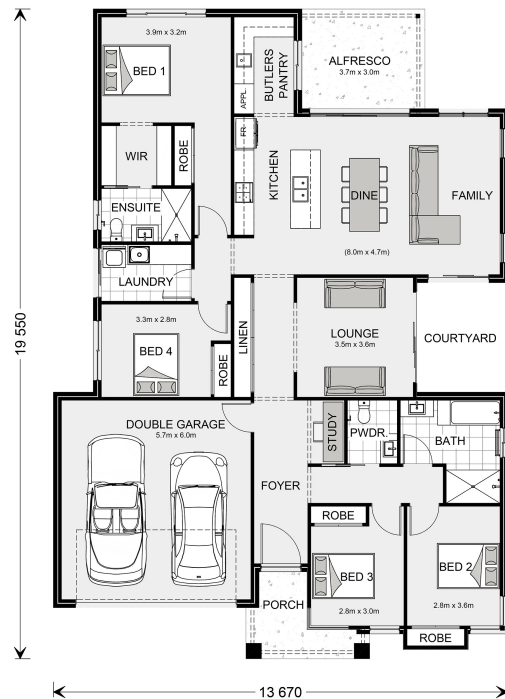 3.9m x 3.2m
BED 1
BUTLERS
PANTRY
APPL.
ALFRESCO
3.7m x 3.0m
WIR
ROBE
FR
KITCHEN
DINE
FAMILY
ENSUITE
(8.0m x 4.7m)
LAUNDRY
3.3m x 2.8m
BED 4
ROBE
LINEN
LOUNGE
3.5m x 3.6m
COURTYARD
19 550
DOUBLE GARAGE
5.7m x 6.0m
STUDY
PWDR.
BATH
FOYER
ROBE
BED 3
2.8m x 3.0m
BED 2
2.8m x 3.6m
PORCH
ROBE
13 670